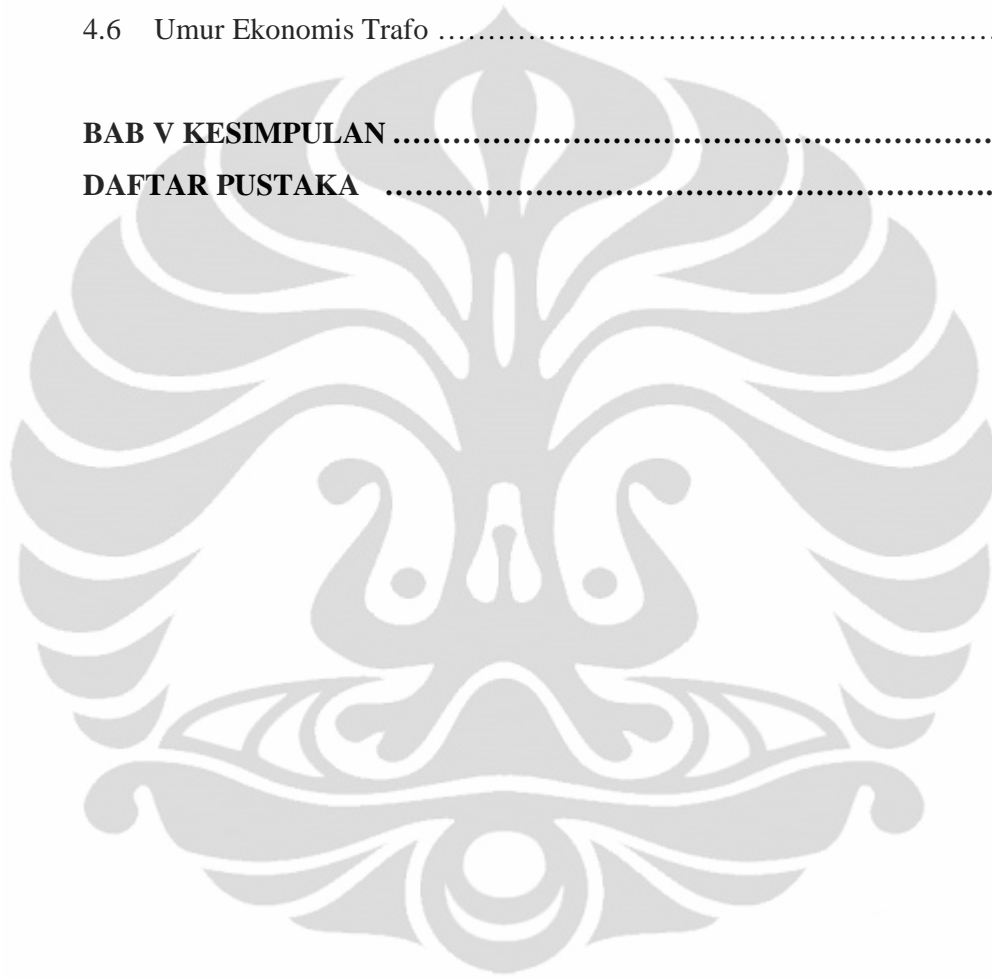 4.6 Umur Ekonomis Trafo ……………………………………………………………
BAB V KESIMPULAN ……………………………………………………………
DAFTAR PUSTAKA ……………………………………………………………